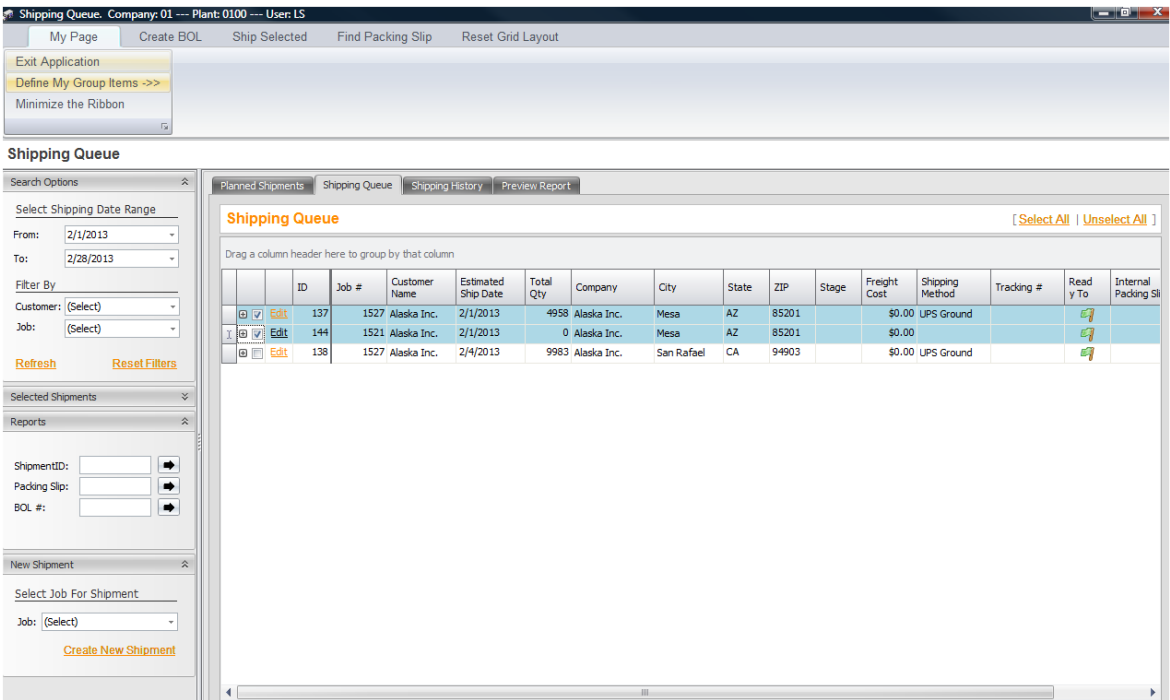 Shipping Queue. Company: 01 --- Plant: 0100 --- User: LS
My Page Create BOL Ship Selected Find Packing Slip Reset Grid Layout
Exit Application
Define My Group Items ->>
Minimize the Ribbon
Shipping Queue
Search Options
Select Shipping Date Range
From: 2/1/2013
To: 2/28/2013
Filter By
Customer: (Select)
Job: (Select)
Refresh Reset Filters
Selected Shipments
Reports
ShipmentID:
Packing Slip:
BOL #:
New Shipment
Select Job For Shipment
Job: (Select)
Create New Shipment
Planned Shipments Shipping Queue Shipping History Preview Report
Shipping Queue [ Select All | Unselect All ]
Drag a column header here to group by that column
ID Job # Customer Name Estimated Ship Date Total Qty Company City State ZIP Stage Freight Cost Shipping Method Tracking # Read y To Internal Packing Sli
Edit 137 1527 Alaska Inc. 2/1/2013 4958 Alaska Inc. Mesa AZ 85201 $0.00 UPS Ground
Edit 144 1521 Alaska Inc. 2/1/2013 0 Alaska Inc. Mesa AZ 85201 $0.00
Edit 138 1527 Alaska Inc. 2/4/2013 9983 Alaska Inc. San Rafael CA 94903 $0.00 UPS Ground